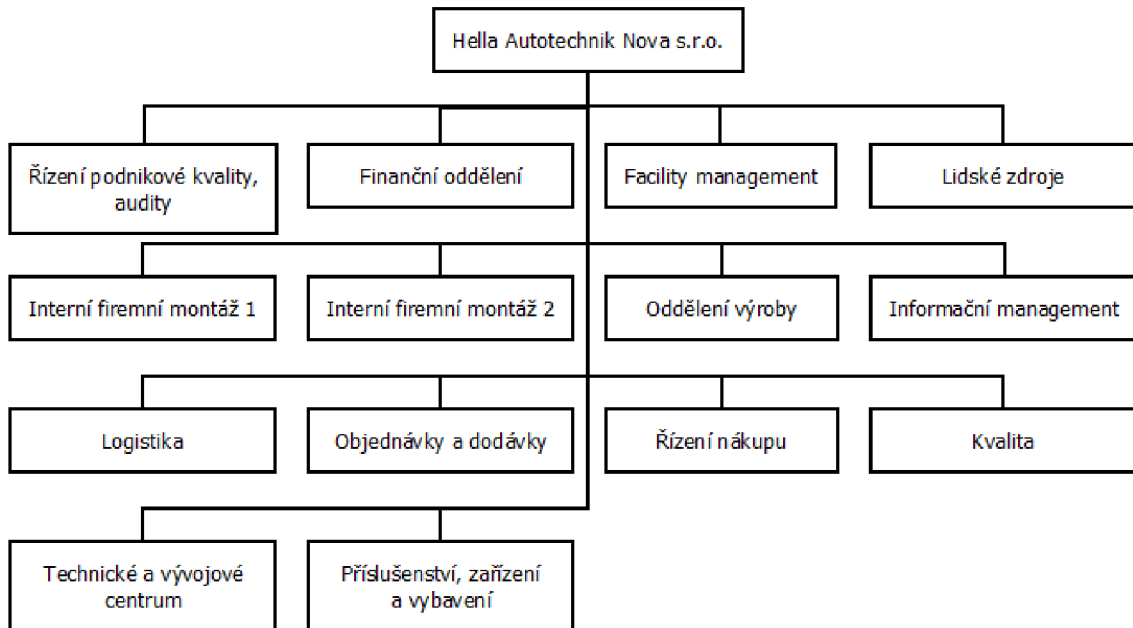 Hella Autotechnik Nova s.r.o.
Řízení podnikové kvality,
audity
Finanční oddělení
Facility management
Lidské zdroje
Interní firemní montáž 1
Interní firemní montáž 2
Oddělení výroby
Informační management
Logistika
Objednávky a dodávky
Řízení nákupu
Kvalita
Technické a vývojové
centrum
Příslušenství, zařízení
a vybavení